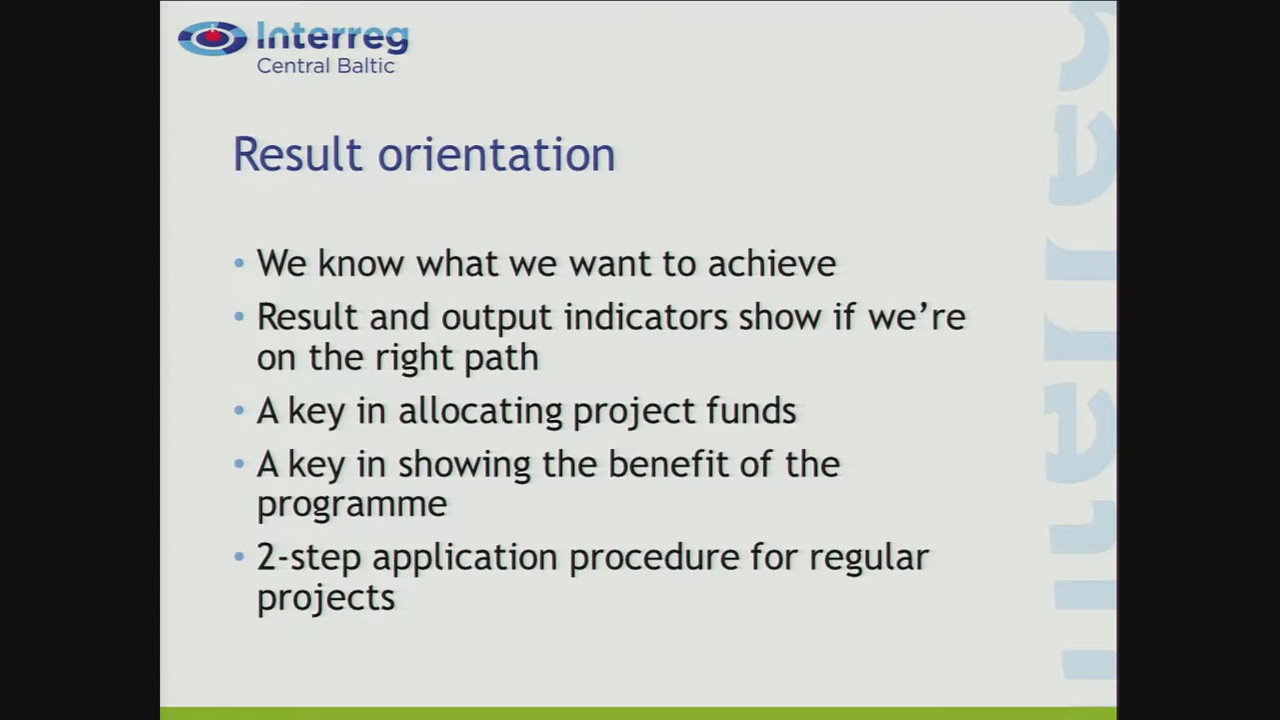 Interreg
Central Baltic
Result orientation
• We know what we want to achieve
• Result and output indicators show if we’re
on the right path
• A key in allocating project funds
• A key in showing the benefit of the
programme
• 2-step application procedure for regular
projects
Interreg